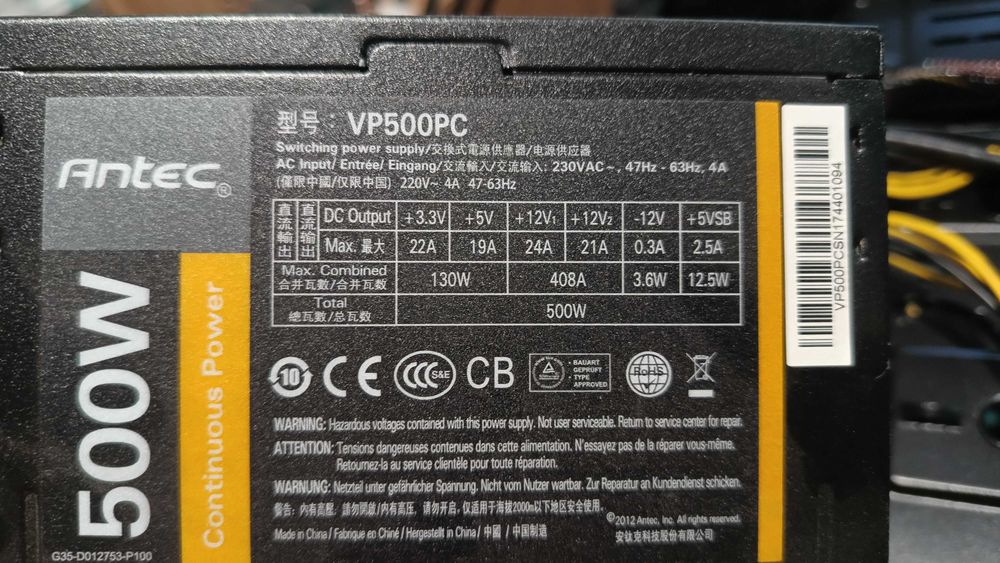 Antec®
500W
Continuous Power
G35-D012753-P100
型号: VP500PC
Switching power supply/交換式電源供應器/电源供应器
AC Input/ Entrée/ Eingang/交流輸入/交流输入: 230VAC~, 47Hz - 63Hz, 4A
(僅限中國/仅限中国) 220V~ 4A 47-63Hz
直流輸出 直流输出 DC Output +3.3V +5V +12V1 +12V2 -12V +5VSB
Max. 最大 22A 19A 24A 21A 0.3A 2.5A
Max. Combined 130W 408A 3.6W 12.5W
合并瓦數/合并瓦数
Total 500W
總瓦數/总瓦数
10 CE CCC S&E CB BAUART GEPRÜFT TYPE APPROVED RoHS
WARNING: Hazardous voltages contained with this power supply. Not user serviceable. Return to service center for repair.
ATTENTION: Tensions dangereuses contenues dans cette alimentation. N'essayez pas de la réparer vous-même.
Retournez-la au service clientèle pour toute réparation.
WARNUNG: Netzteil unter gefährlicher Spannung. Nicht vom Nutzer wartbar. Zur Reparatur an Kundendienst schicken.
警告: 內有高壓, 請勿開啟/内有高压, 请勿开启, 仅适用于海拔2000m以下地区安全使用.
©2012 Antec, Inc. All rights reserved.
Made in China / Fabrique en Chine / Hergestellt in China / 中國 / 中国制造
安钛克科技股份有限公司
VP500PCSN174401094